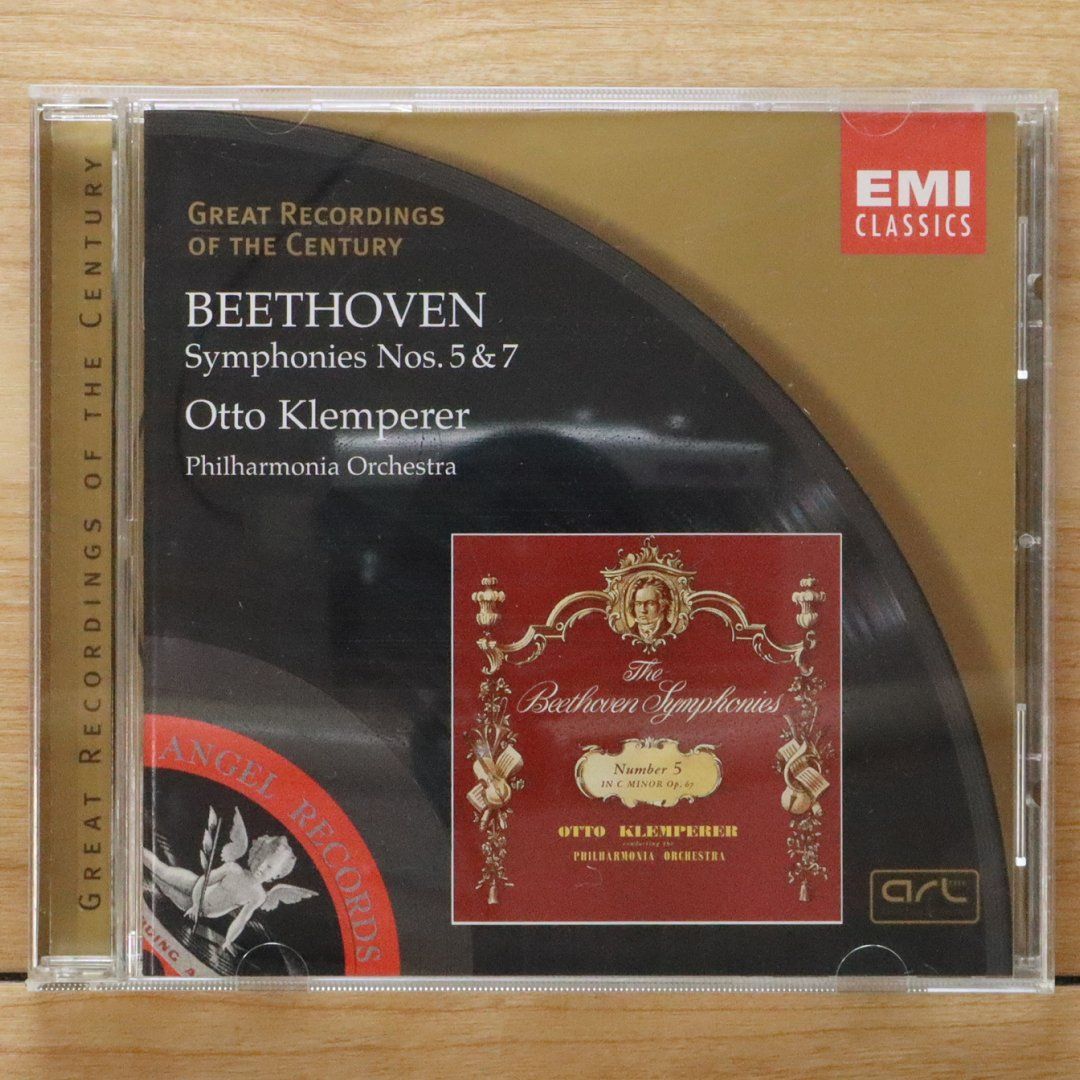 GREAT RECORDINGS OF THE CENTURY
GREAT RECORDINGS
OF THE CENTURY
BEETHOVEN
Symphonies Nos. 5 & 7
Otto Klemperer
Philharmonia Orchestra
EMI
CLASSICS
The
Beethoven Symphonies
Number 5
IN C MINOR Op. 67
OTTO KLEMPERER
conducting the
PHILHARMONIA ORCHESTRA
ANGEL RECORDS
art